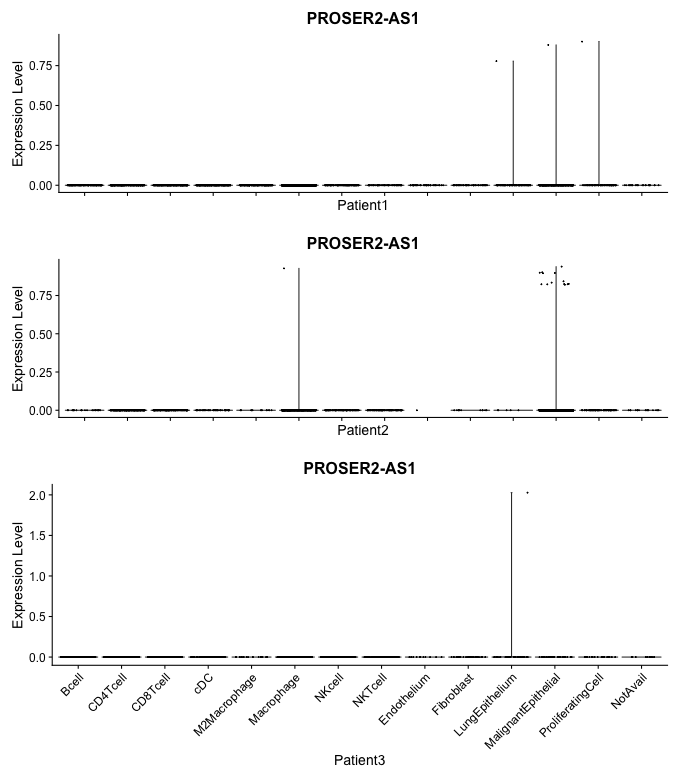 PROSER2-AS1
Expression Level
0.75
0.50
0.25
0.00
Patient1
PROSER2-AS1
Expression Level
0.75
0.50
0.25
0.00
Patient2
PROSER2-AS1
Expression Level
2.0
1.5
1.0
0.5
0.0
Bcell
CD4Tcell
CD8Tcell
cDC
M2Macrophage
Macrophage
NKcell
NKTcell
Endothelium
Fibroblast
LungEpithelium
MalignantEpithelial
ProliferatingCell
NotAvail
Patient3